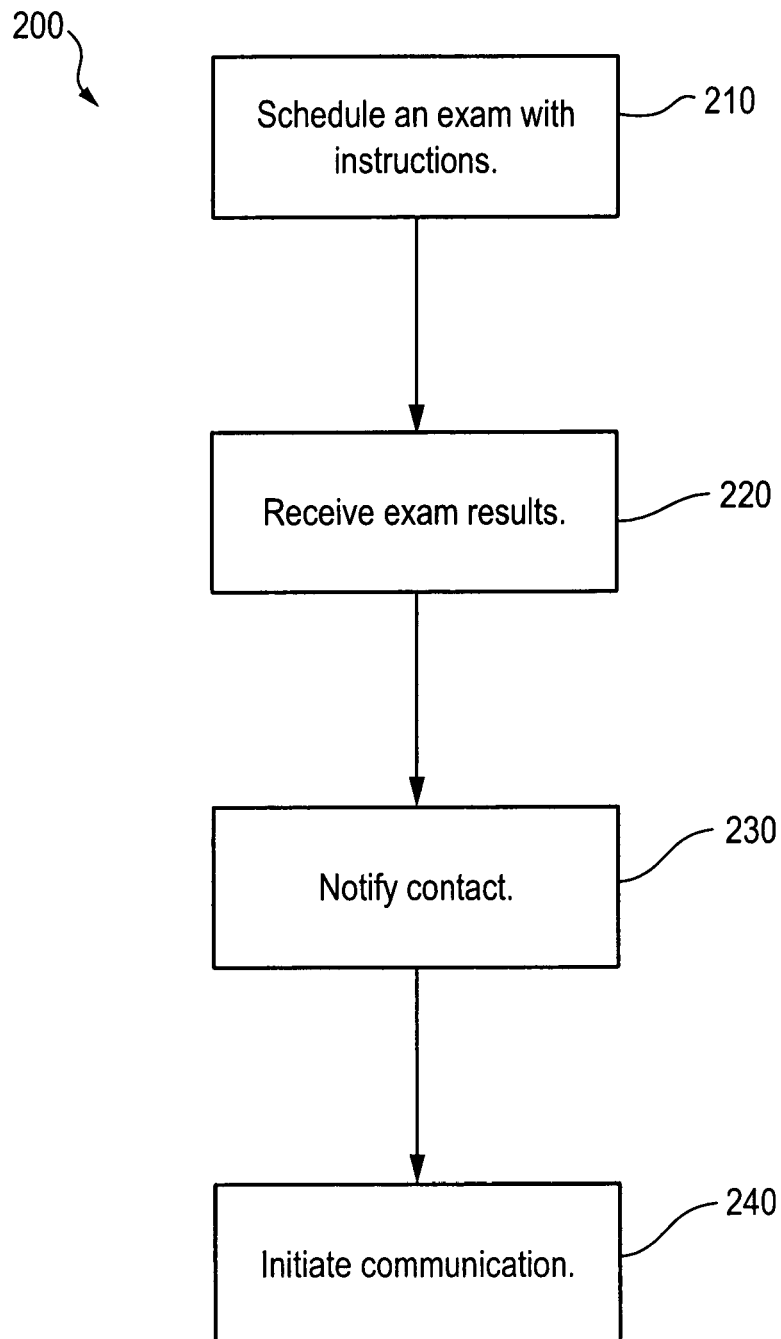 200
Schedule an exam with
instructions.
210
Receive exam results.
220
Notify contact.
230
Initiate communication.
240